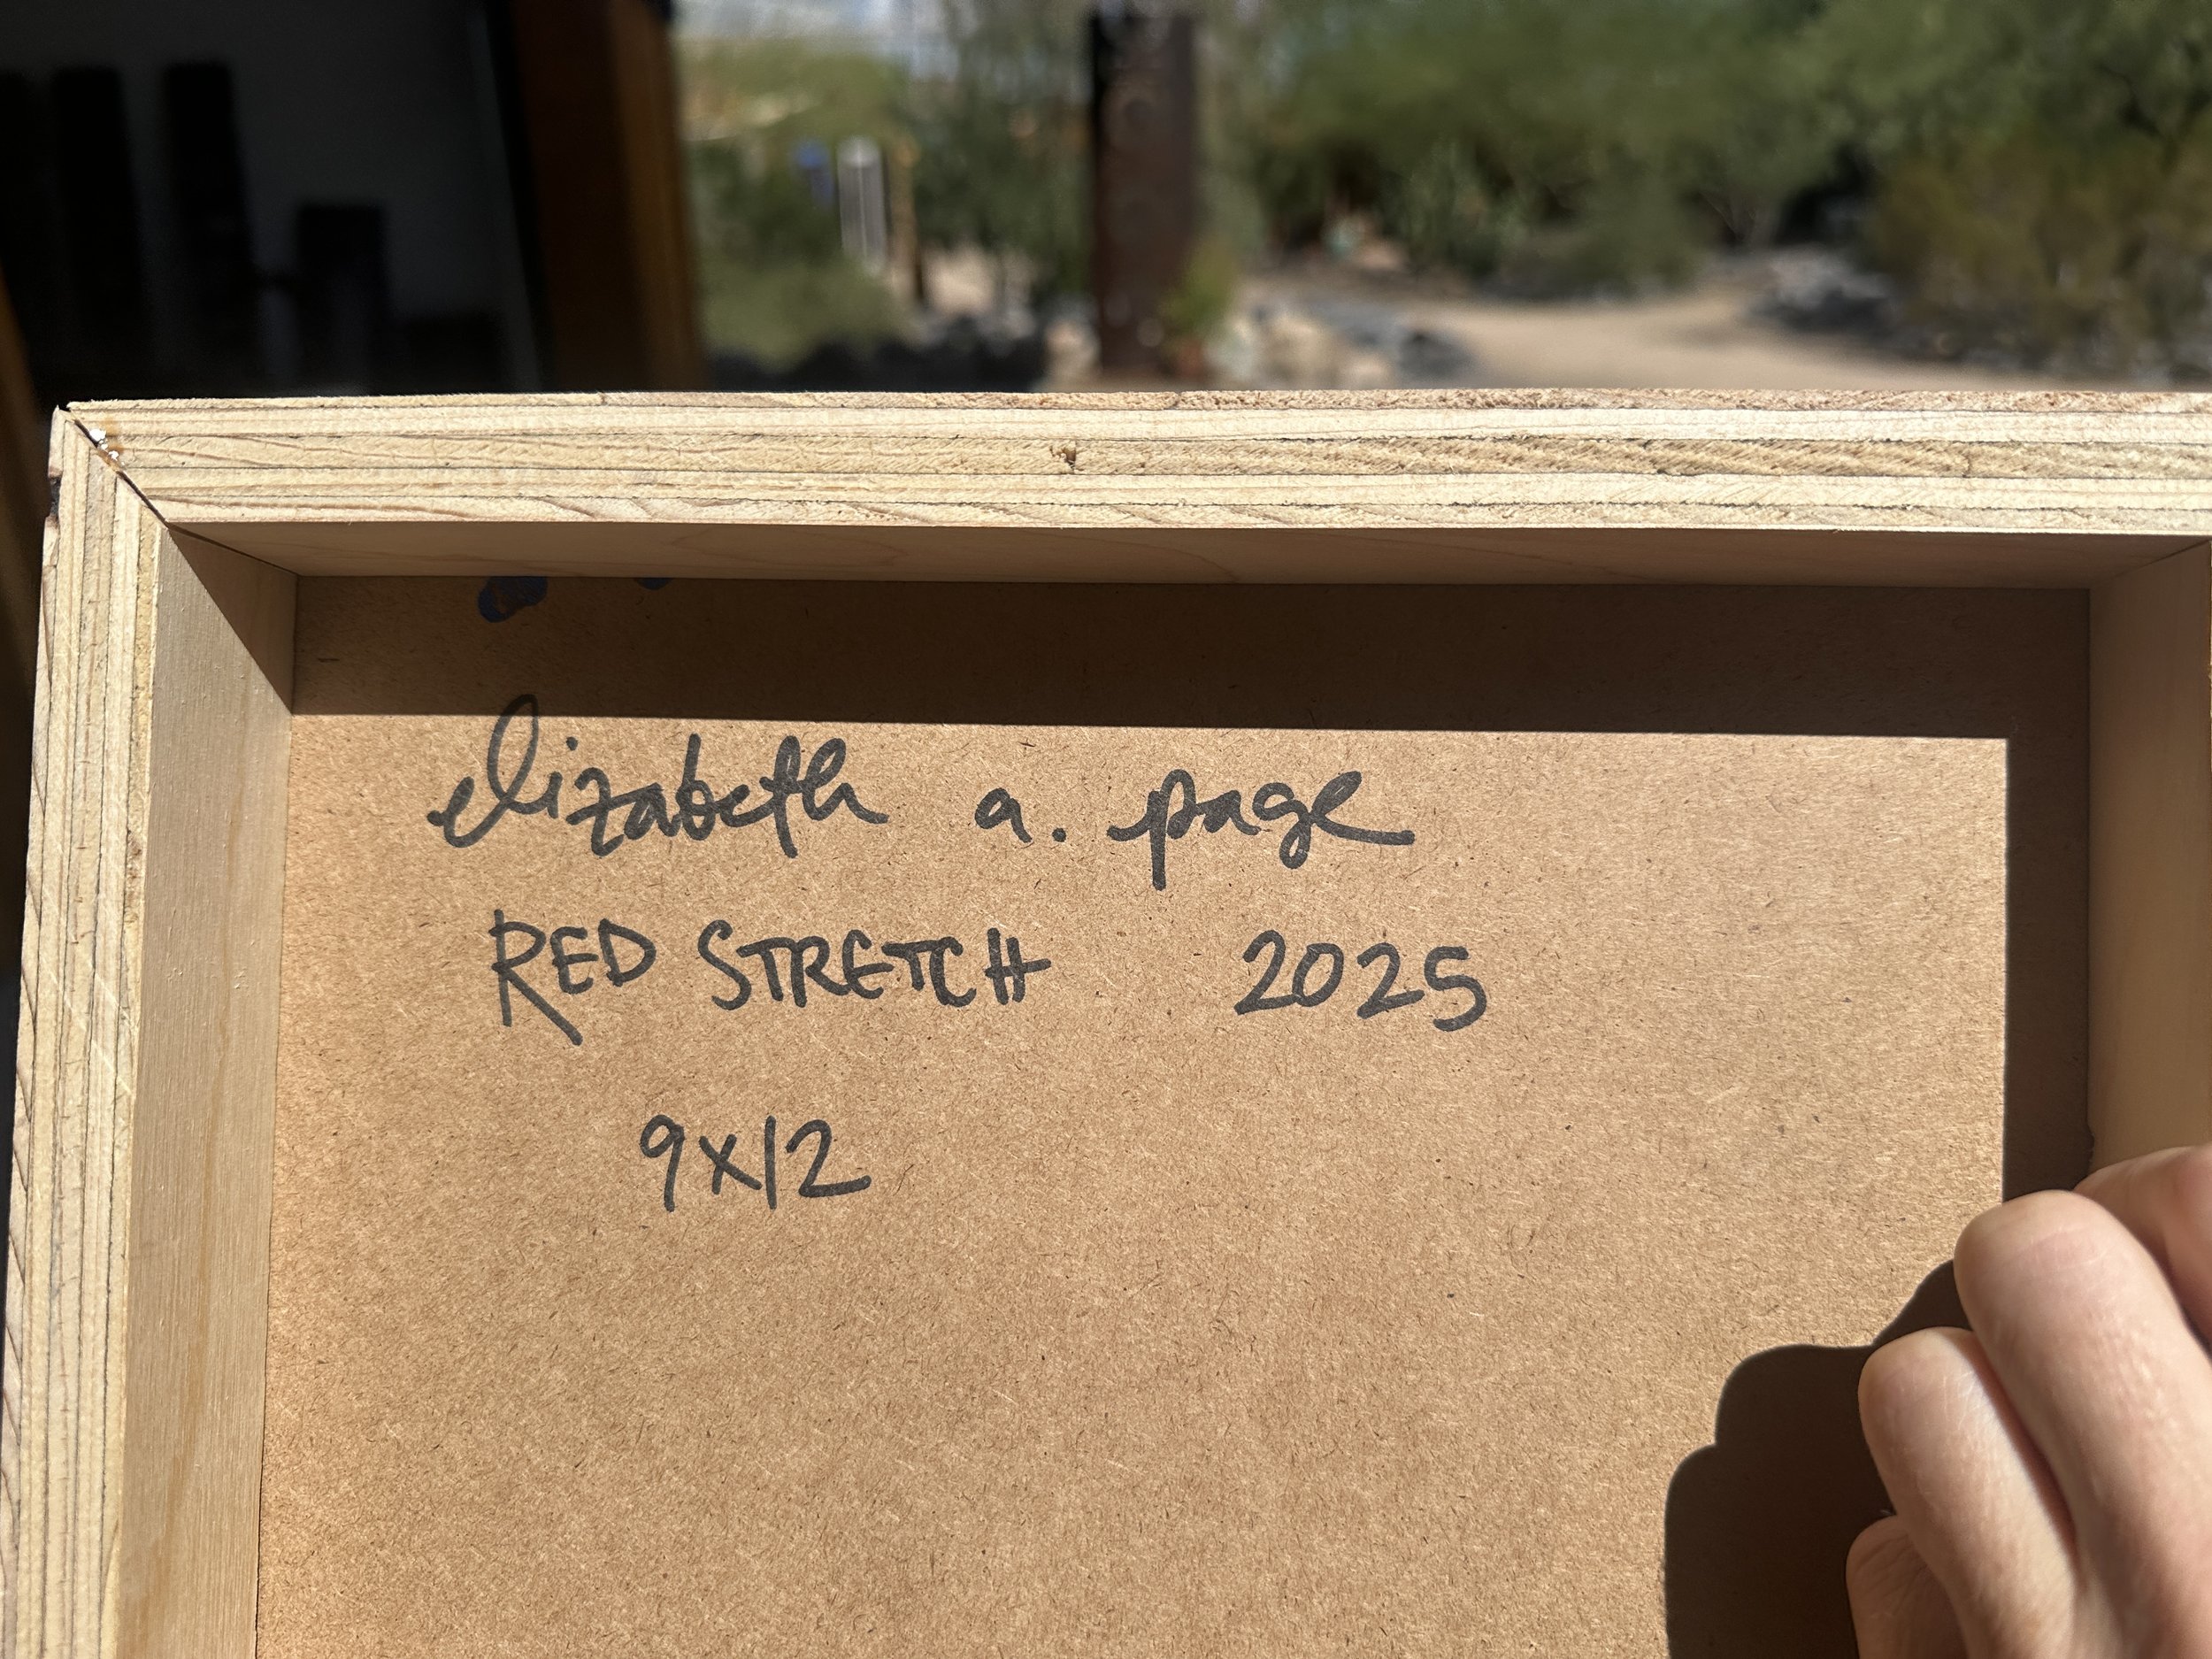 elizabeth a. page
RED STRETCH 2025
9x12